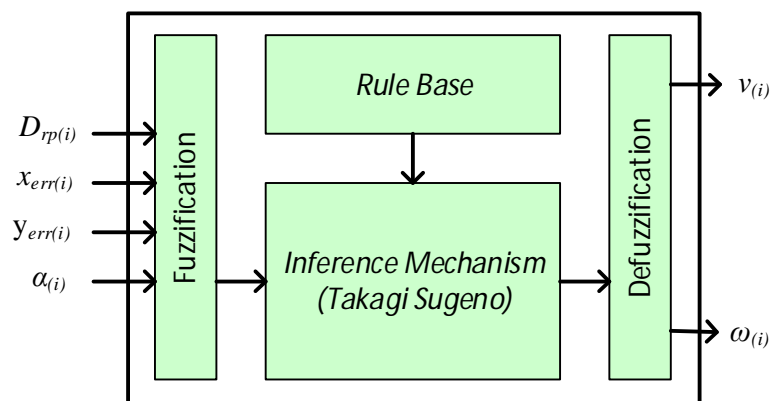 D_rp(i)
x_err(i)
y_err(i)
α_(i)
Fuzzification
Rule Base
Inference Mechanism
(Takagi Sugeno)
Defuzzification
v_(i)
ω_(i)